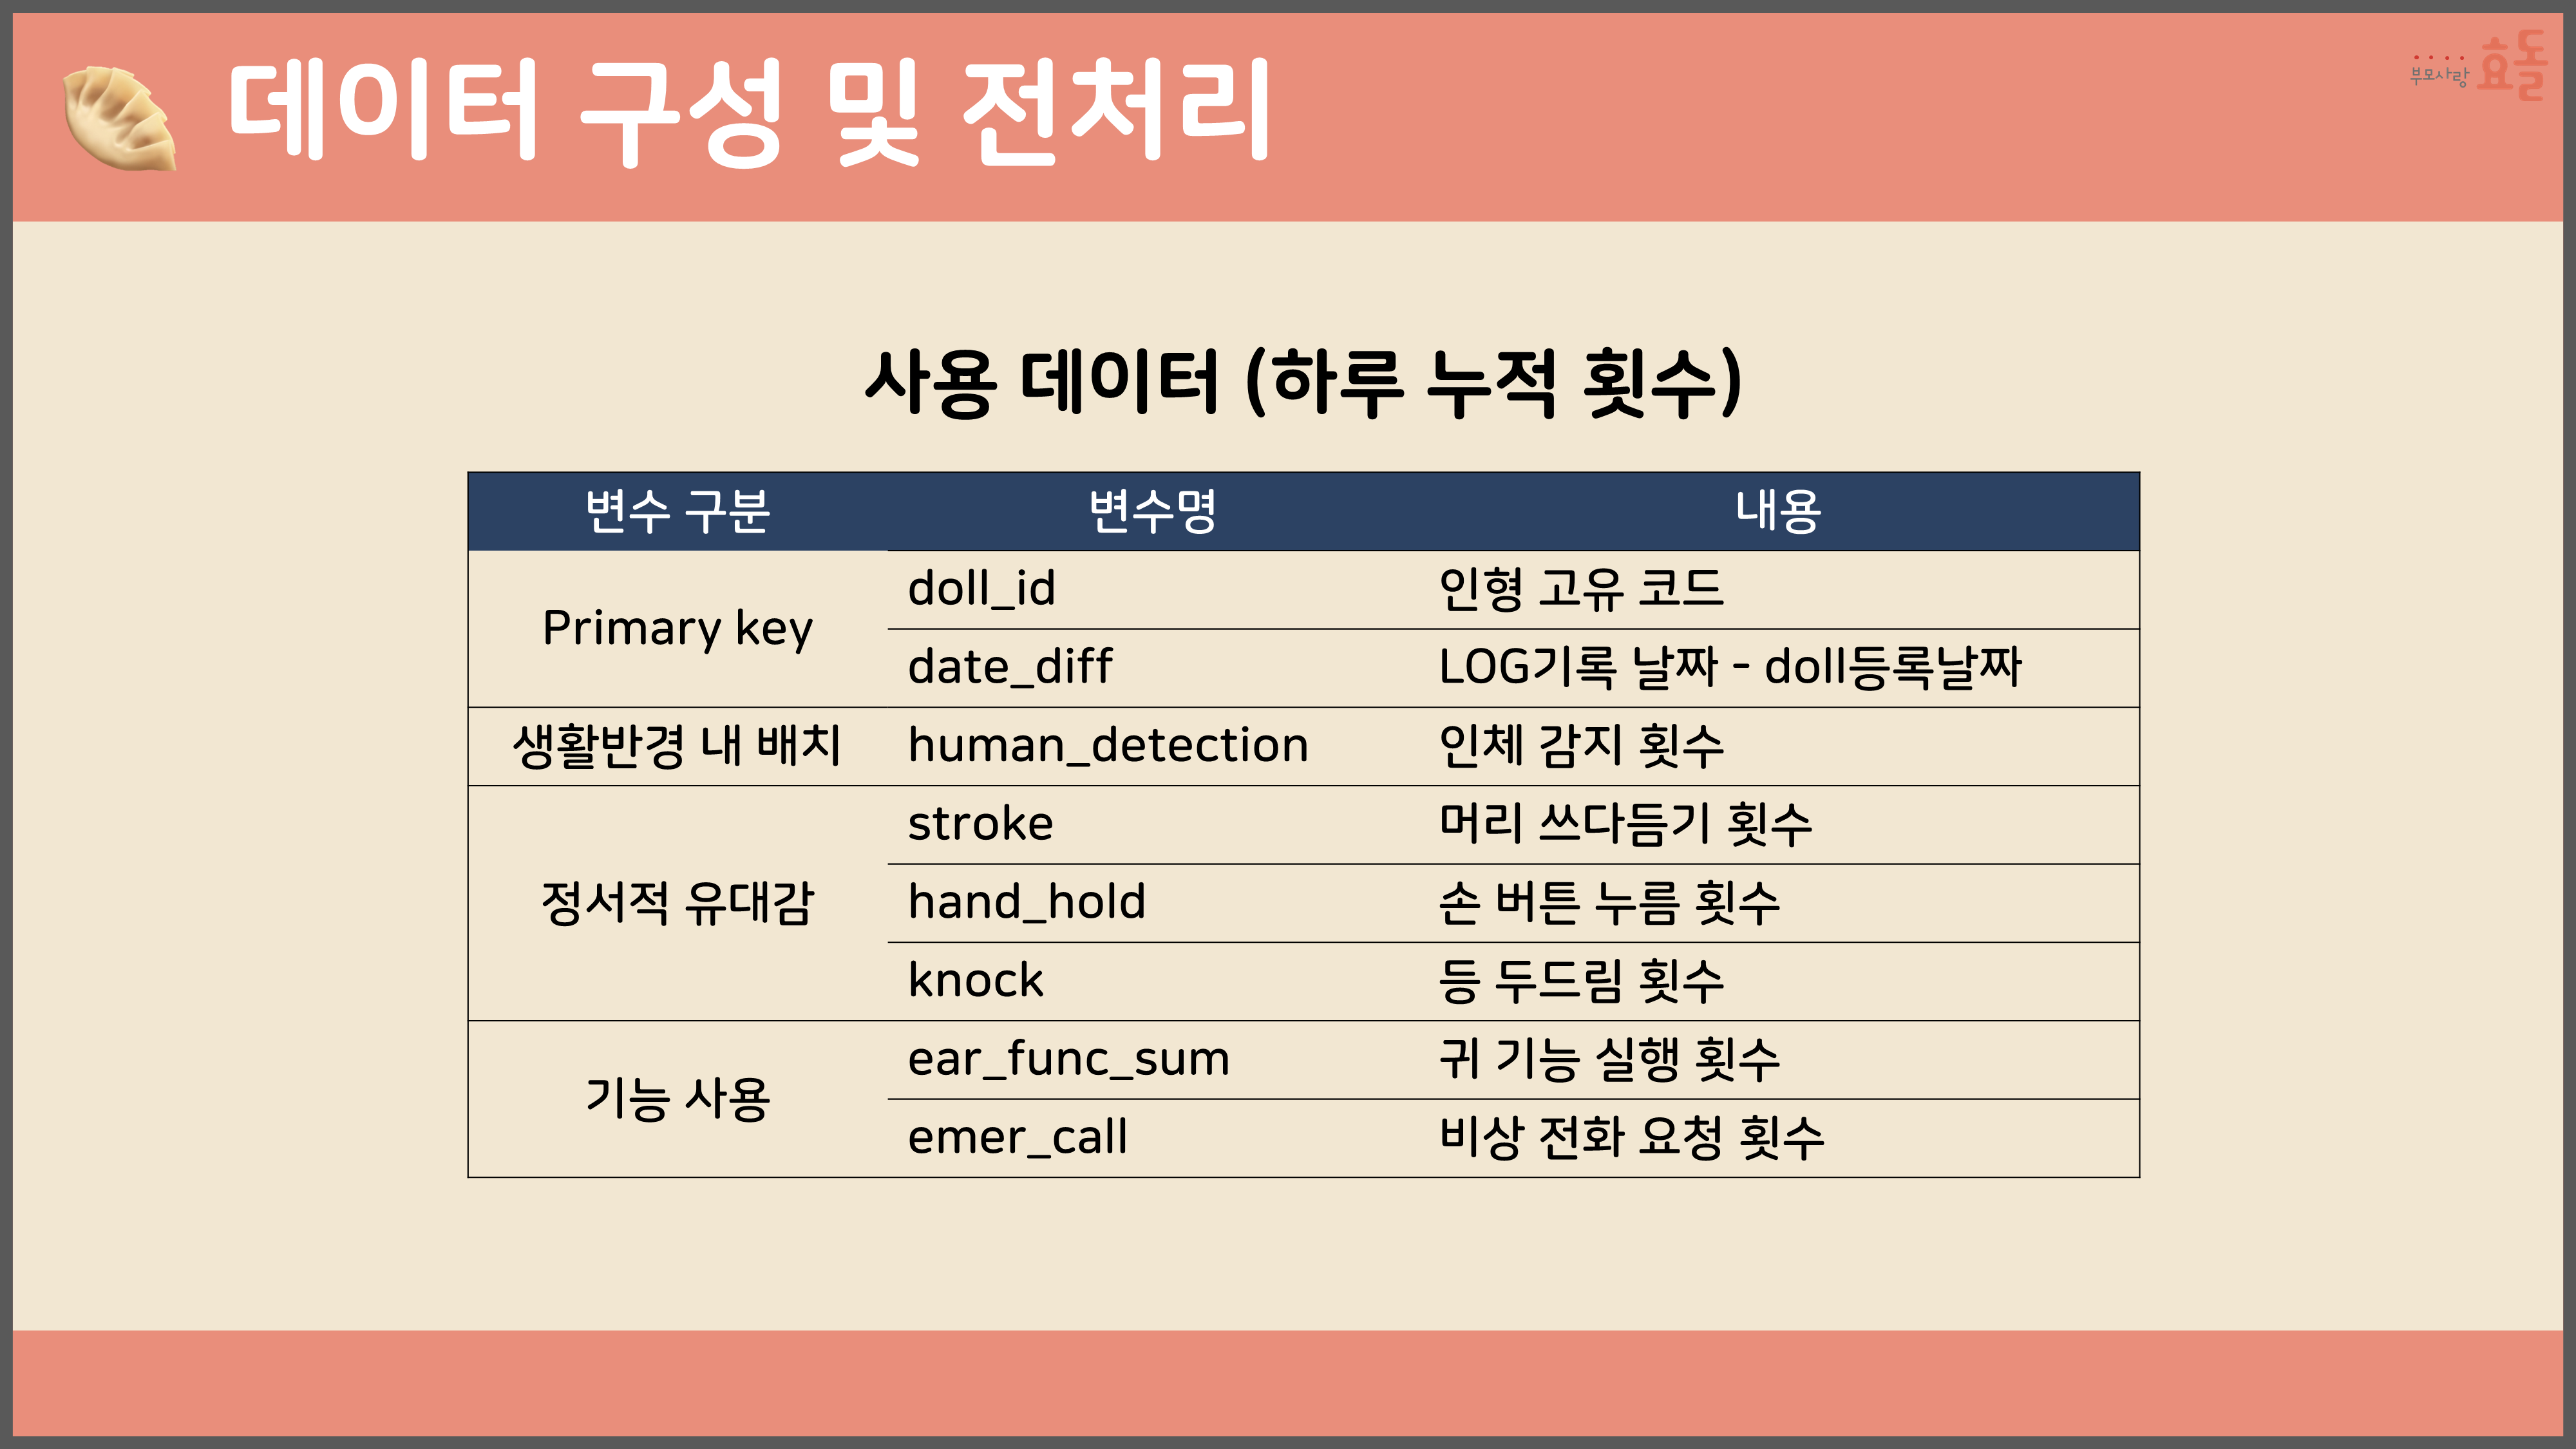 데이터 구성 및 전처리
부모사랑 효돌
사용 데이터 (하루 누적 횟수)
변수 구분 변수명 내용
Primary key doll_id 인형 고유 코드
date_diff LOG기록 날짜 - doll등록날짜
생활반경 내 배치 human_detection 인체 감지 횟수
정서적 유대감 stroke 머리 쓰다듬기 횟수
hand_hold 손 버튼 누름 횟수
knock 등 두드림 횟수
기능 사용 ear_func_sum 귀 기능 실행 횟수
emer_call 비상 전화 요청 횟수